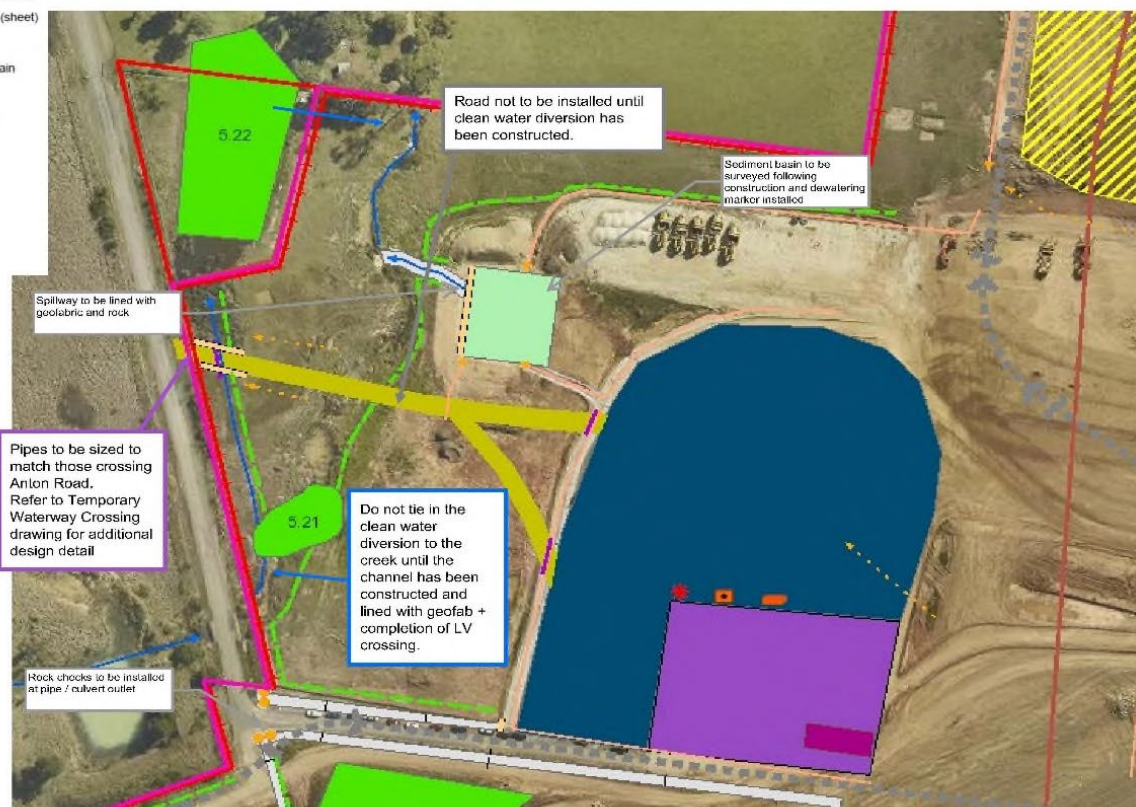 (sheet)
ain
5.22
Road not to be installed until
clean water diversion has
been constructed.
Sediment basin to be
surveyed following
construction and dewatering
marker installed
Spillway to be lined with
geofabric and rock
Pipes to be sized to
match those crossing
Anton Road.
Refer to Temporary
Waterway Crossing
drawing for additional
design detail
5.21
Do not tie in the
clean water
diversion to the
creek until the
channel has been
constructed and
lined with geofab +
completion of LV
crossing.
Rock checks to be installed
at pipe / culvert outlet